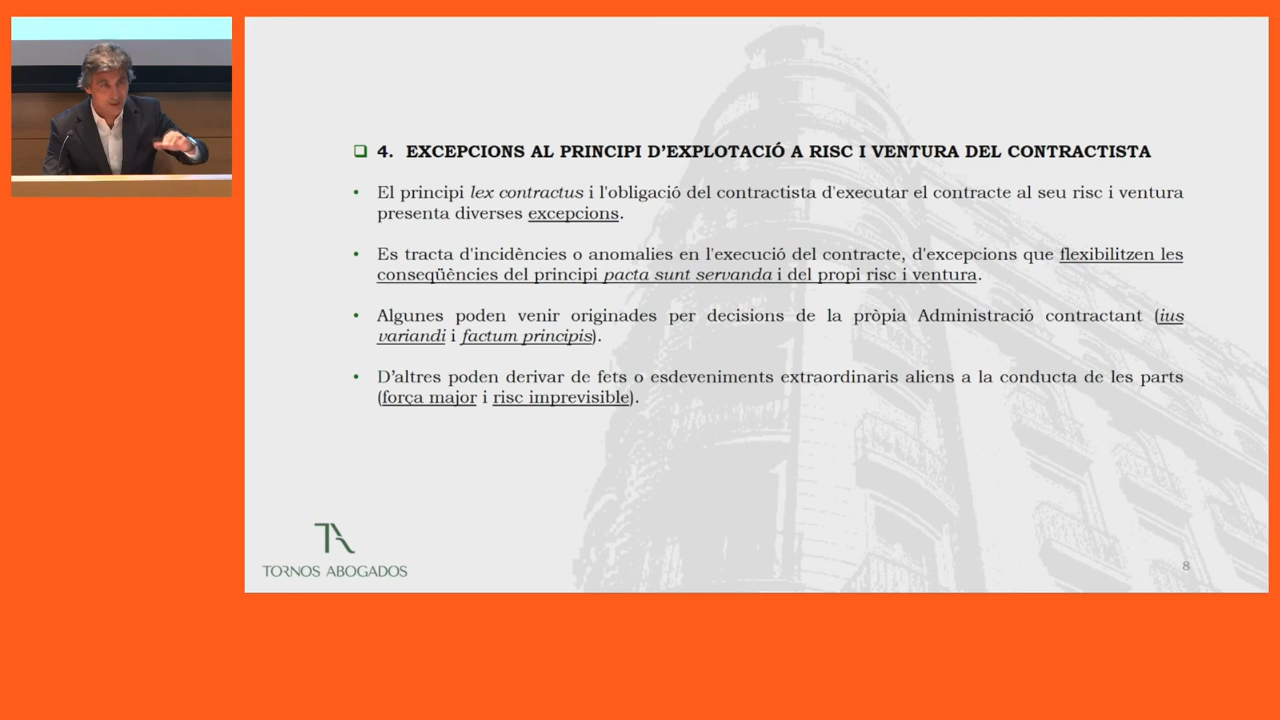 4. EXCEPCIONS AL PRINCIPI D'EXPLOTACIÓ A RISC I VENTURA DEL CONTRACTISTA
• El principi lex contractus i l'obligació del contractista d'executar el contracte al seu risc i ventura
presenta diverses excepcions.
• Es tracta d'incidències o anomalies en l'execució del contracte, d'excepcions que flexibilitzen les
conseqüències del principi pacta sunt servanda i del propi risc i ventura.
• Algunes poden venir originades per decisions de la pròpia Administració contractant (ius
variandi i factum principis).
• D'altres poden derivar de fets o esdeveniments extraordinaris aliens a la conducta de les parts
(força major i risc imprevisible).
TA
TORNOS ABOGADOS
8